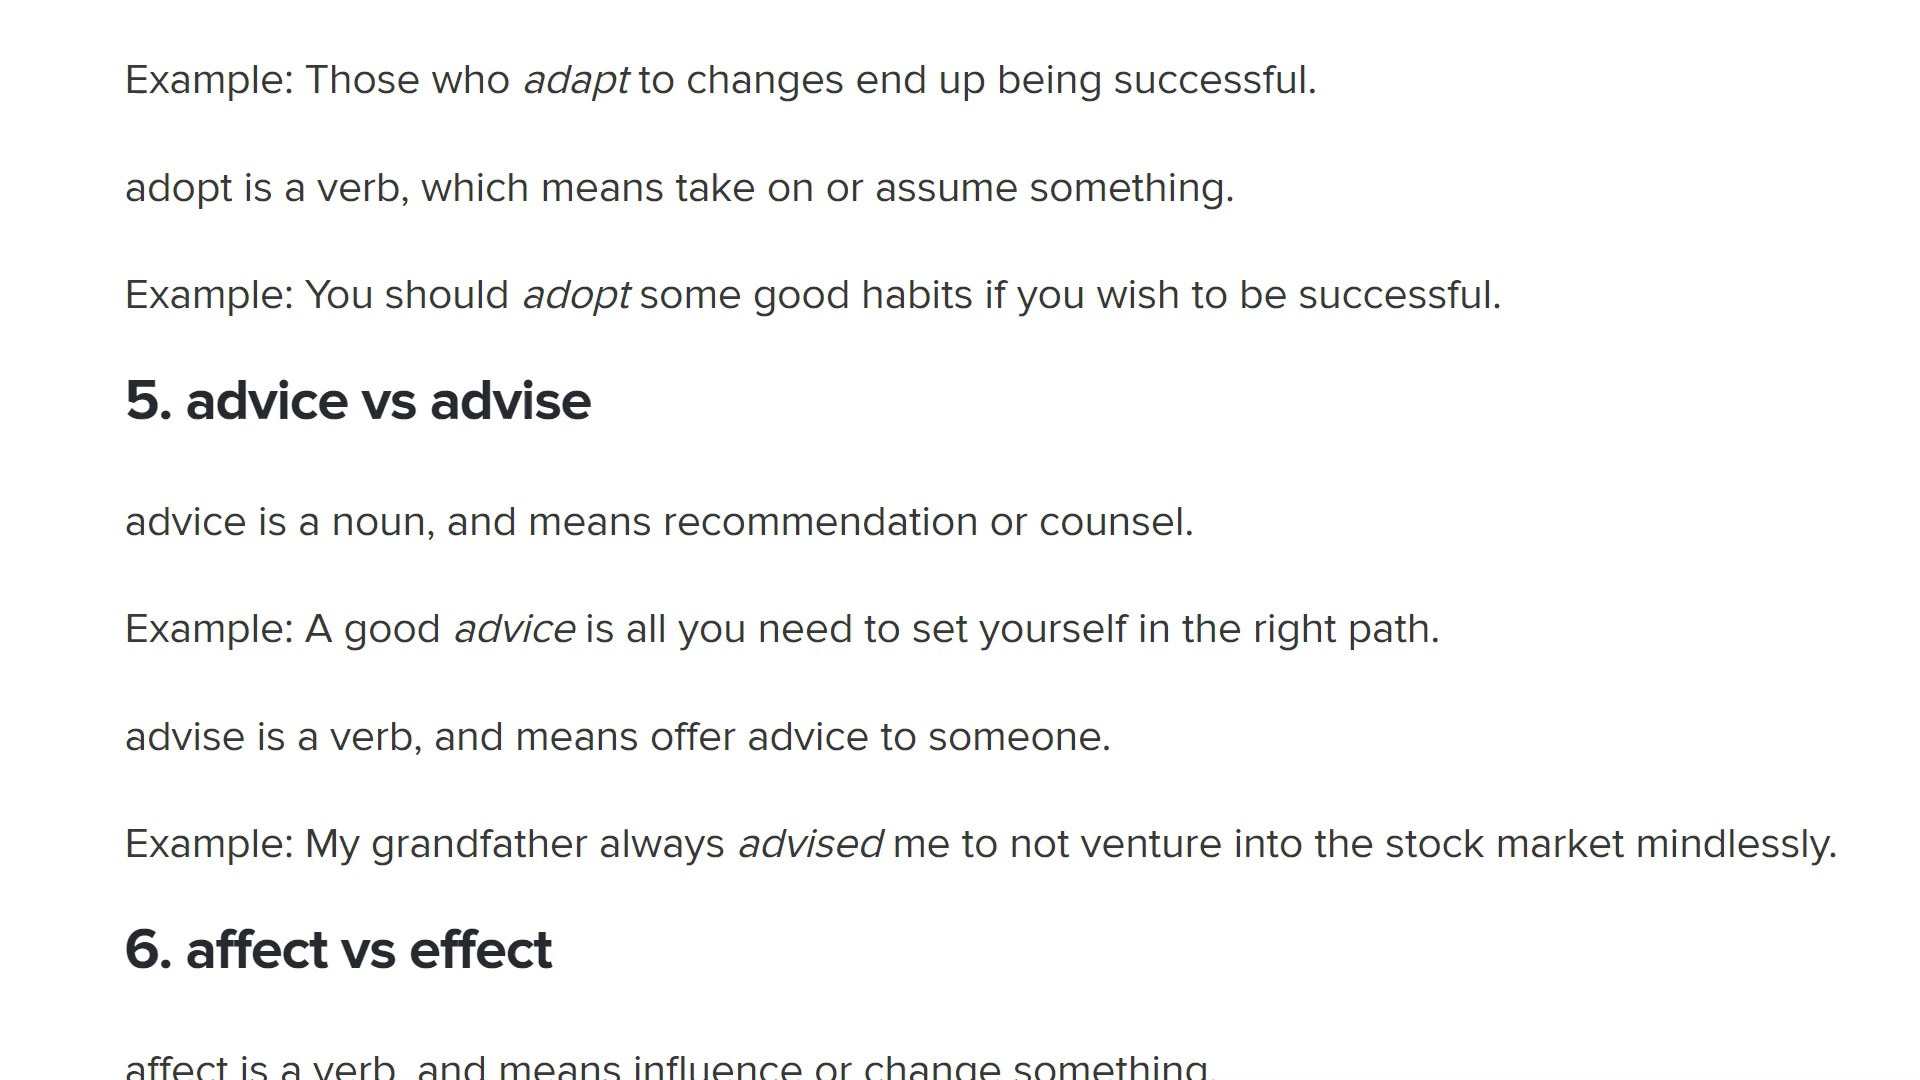 Example: Those who adapt to changes end up being successful.
adopt is a verb, which means take on or assume something.
Example: You should adopt some good habits if you wish to be successful.
5. advice vs advise
advice is a noun, and means recommendation or counsel.
Example: A good advice is all you need to set yourself in the right path.
advise is a verb, and means offer advice to someone.
Example: My grandfather always advised me to not venture into the stock market mindlessly.
6. affect vs effect
affect is a verb, and means influence or change something.